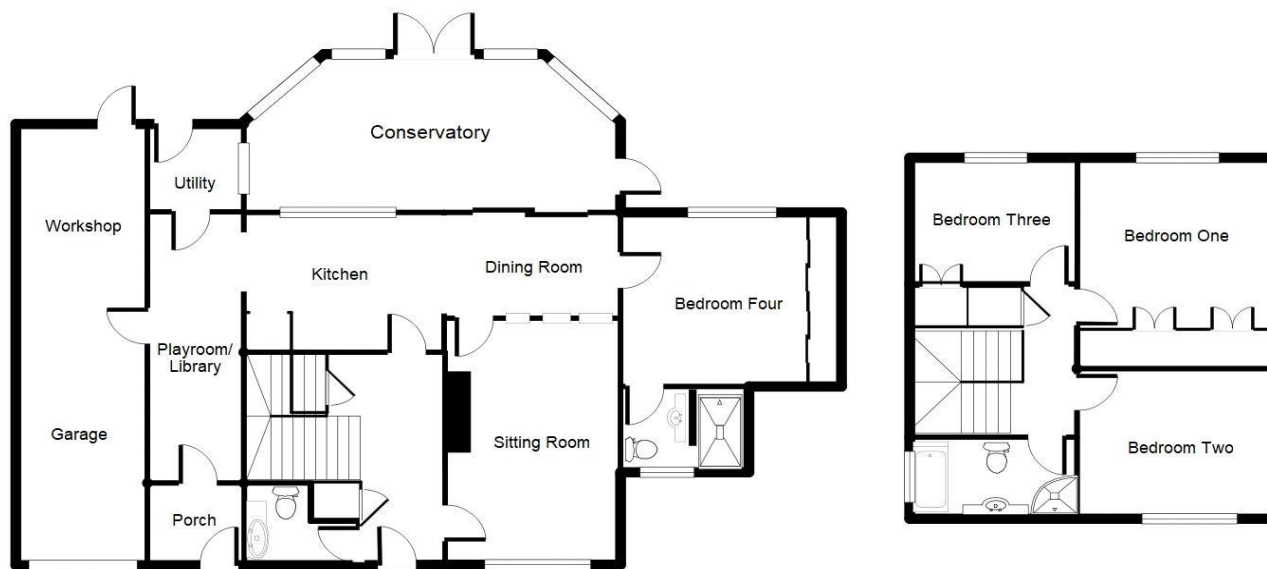 Conservatory
Utility
Workshop
Kitchen
Dining Room
Bedroom Four
Playroom/
Library
Garage
Sitting Room
Porch
Bedroom Three
Bedroom One
Bedroom Two